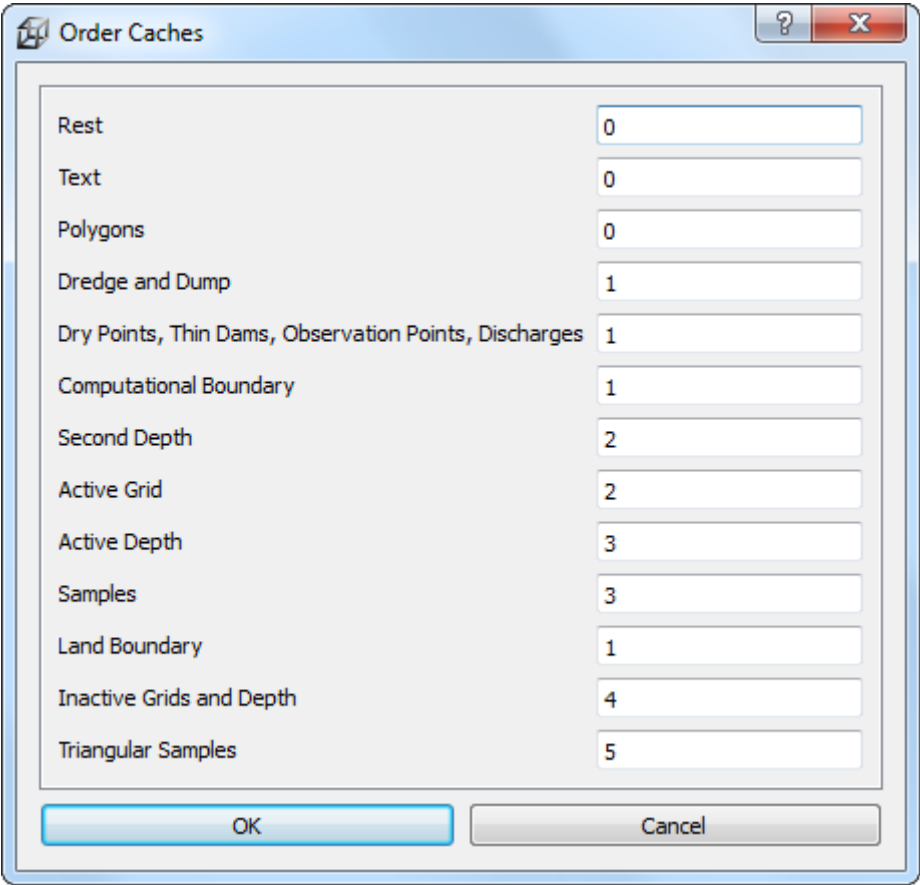 Order Caches
Rest 0
Text 0
Polygons 0
Dredge and Dump 1
Dry Points, Thin Dams, Observation Points, Discharges 1
Computational Boundary 1
Second Depth 2
Active Grid 2
Active Depth 3
Samples 3
Land Boundary 1
Inactive Grids and Depth 4
Triangular Samples 5
OK Cancel